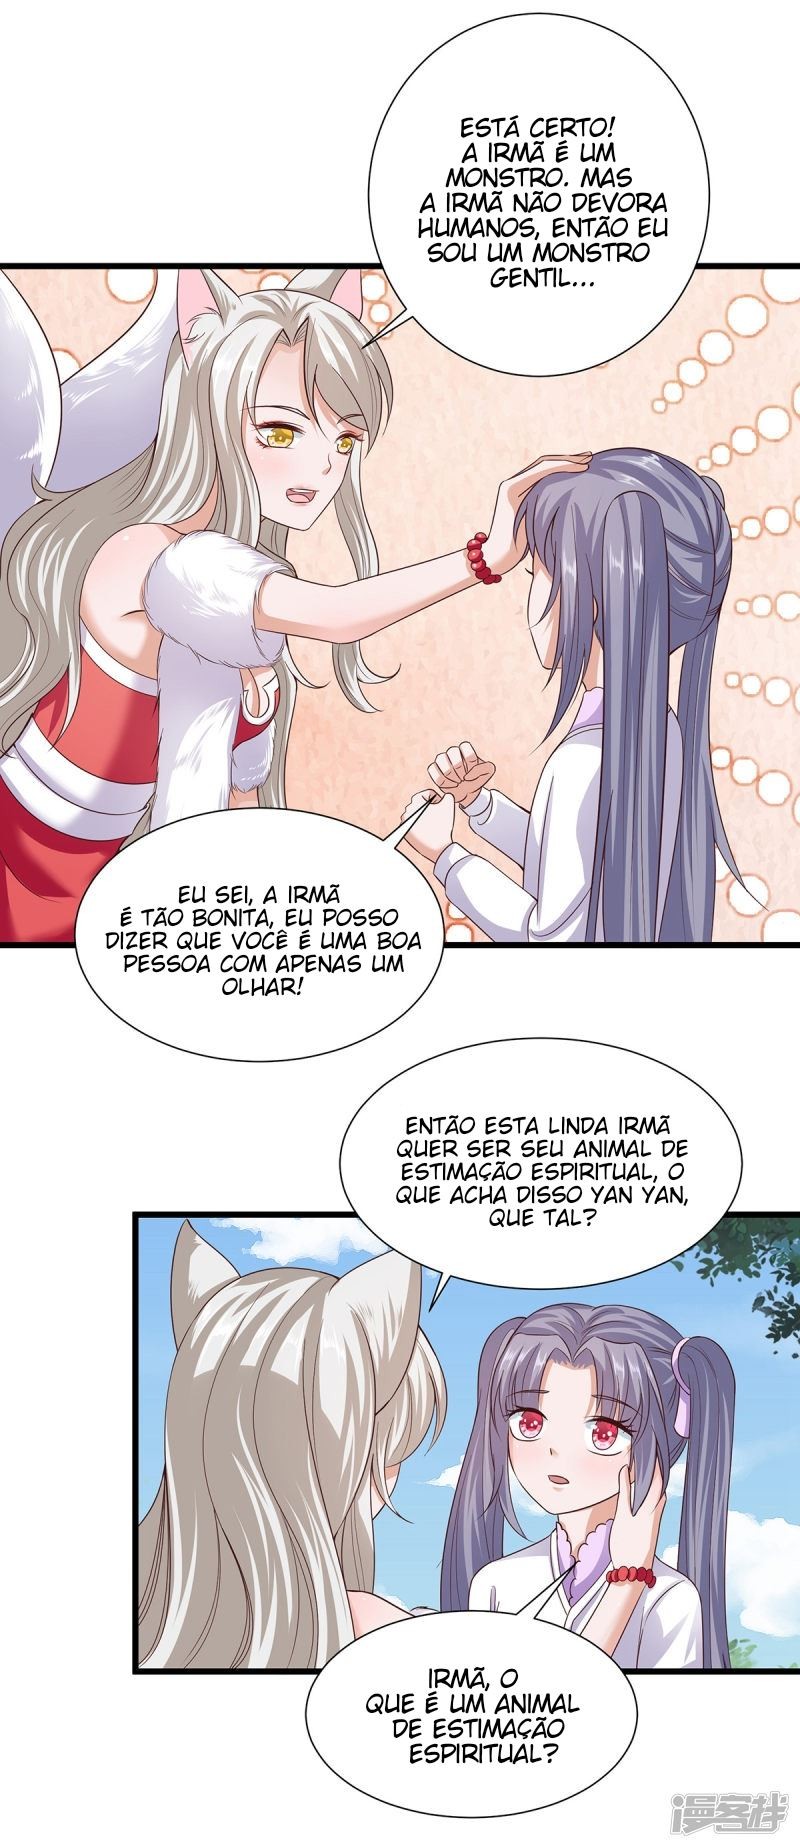 ESTÁ CERTO!
A IRMÃ É UM
MONSTRO. MAS
A IRMÃ NÃO DEVORA
HUMANOS, ENTÃO EU
SOU UM MONSTRO
GENTIL...
EU SEI, A IRMÃ
É TÃO BONITA, EU POSSO
DIZER QUE VOCÊ É UMA BOA
PESSOA COM APENAS UM
OLHAR!
ENTÃO ESTA LINDA IRMÃ
QUER SER SEU ANIMAL DE
ESTIMAÇÃO ESPIRITUAL, O
QUE ACHA DISSO YAN YAN,
QUE TAL?
IRMÃ, O
QUE É UM ANIMAL
DE ESTIMAÇÃO
ESPIRITUAL?
漫客栈